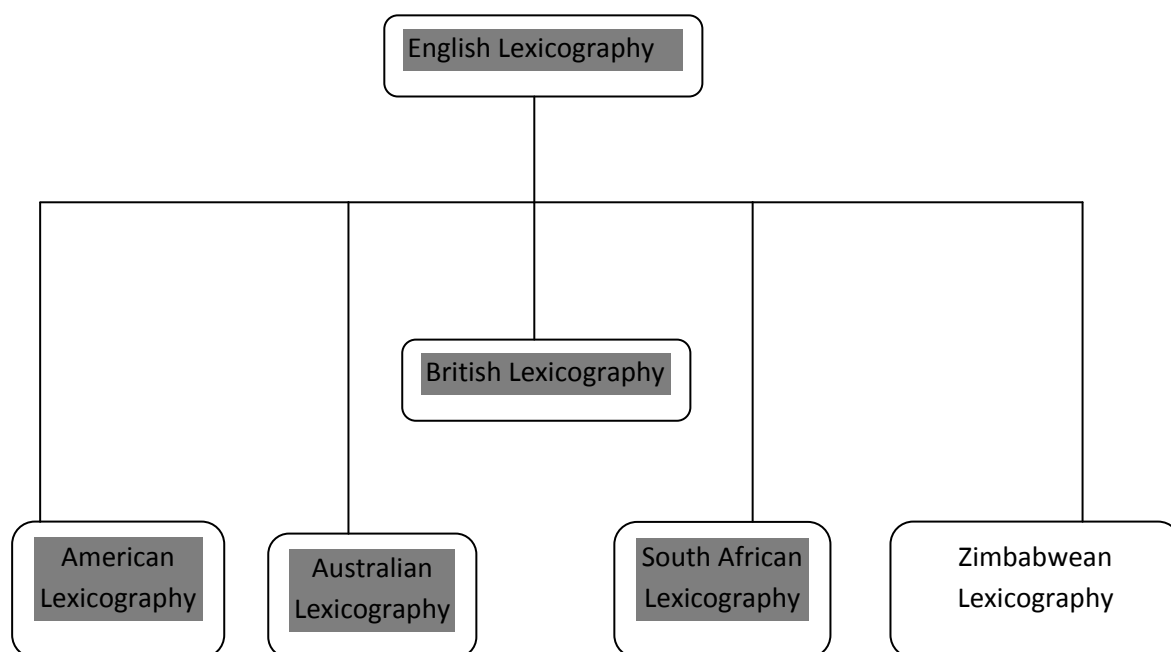 English Lexicography
British Lexicography
American
Lexicography
Australian
Lexicography
South African
Lexicography
Zimbabwean
Lexicography